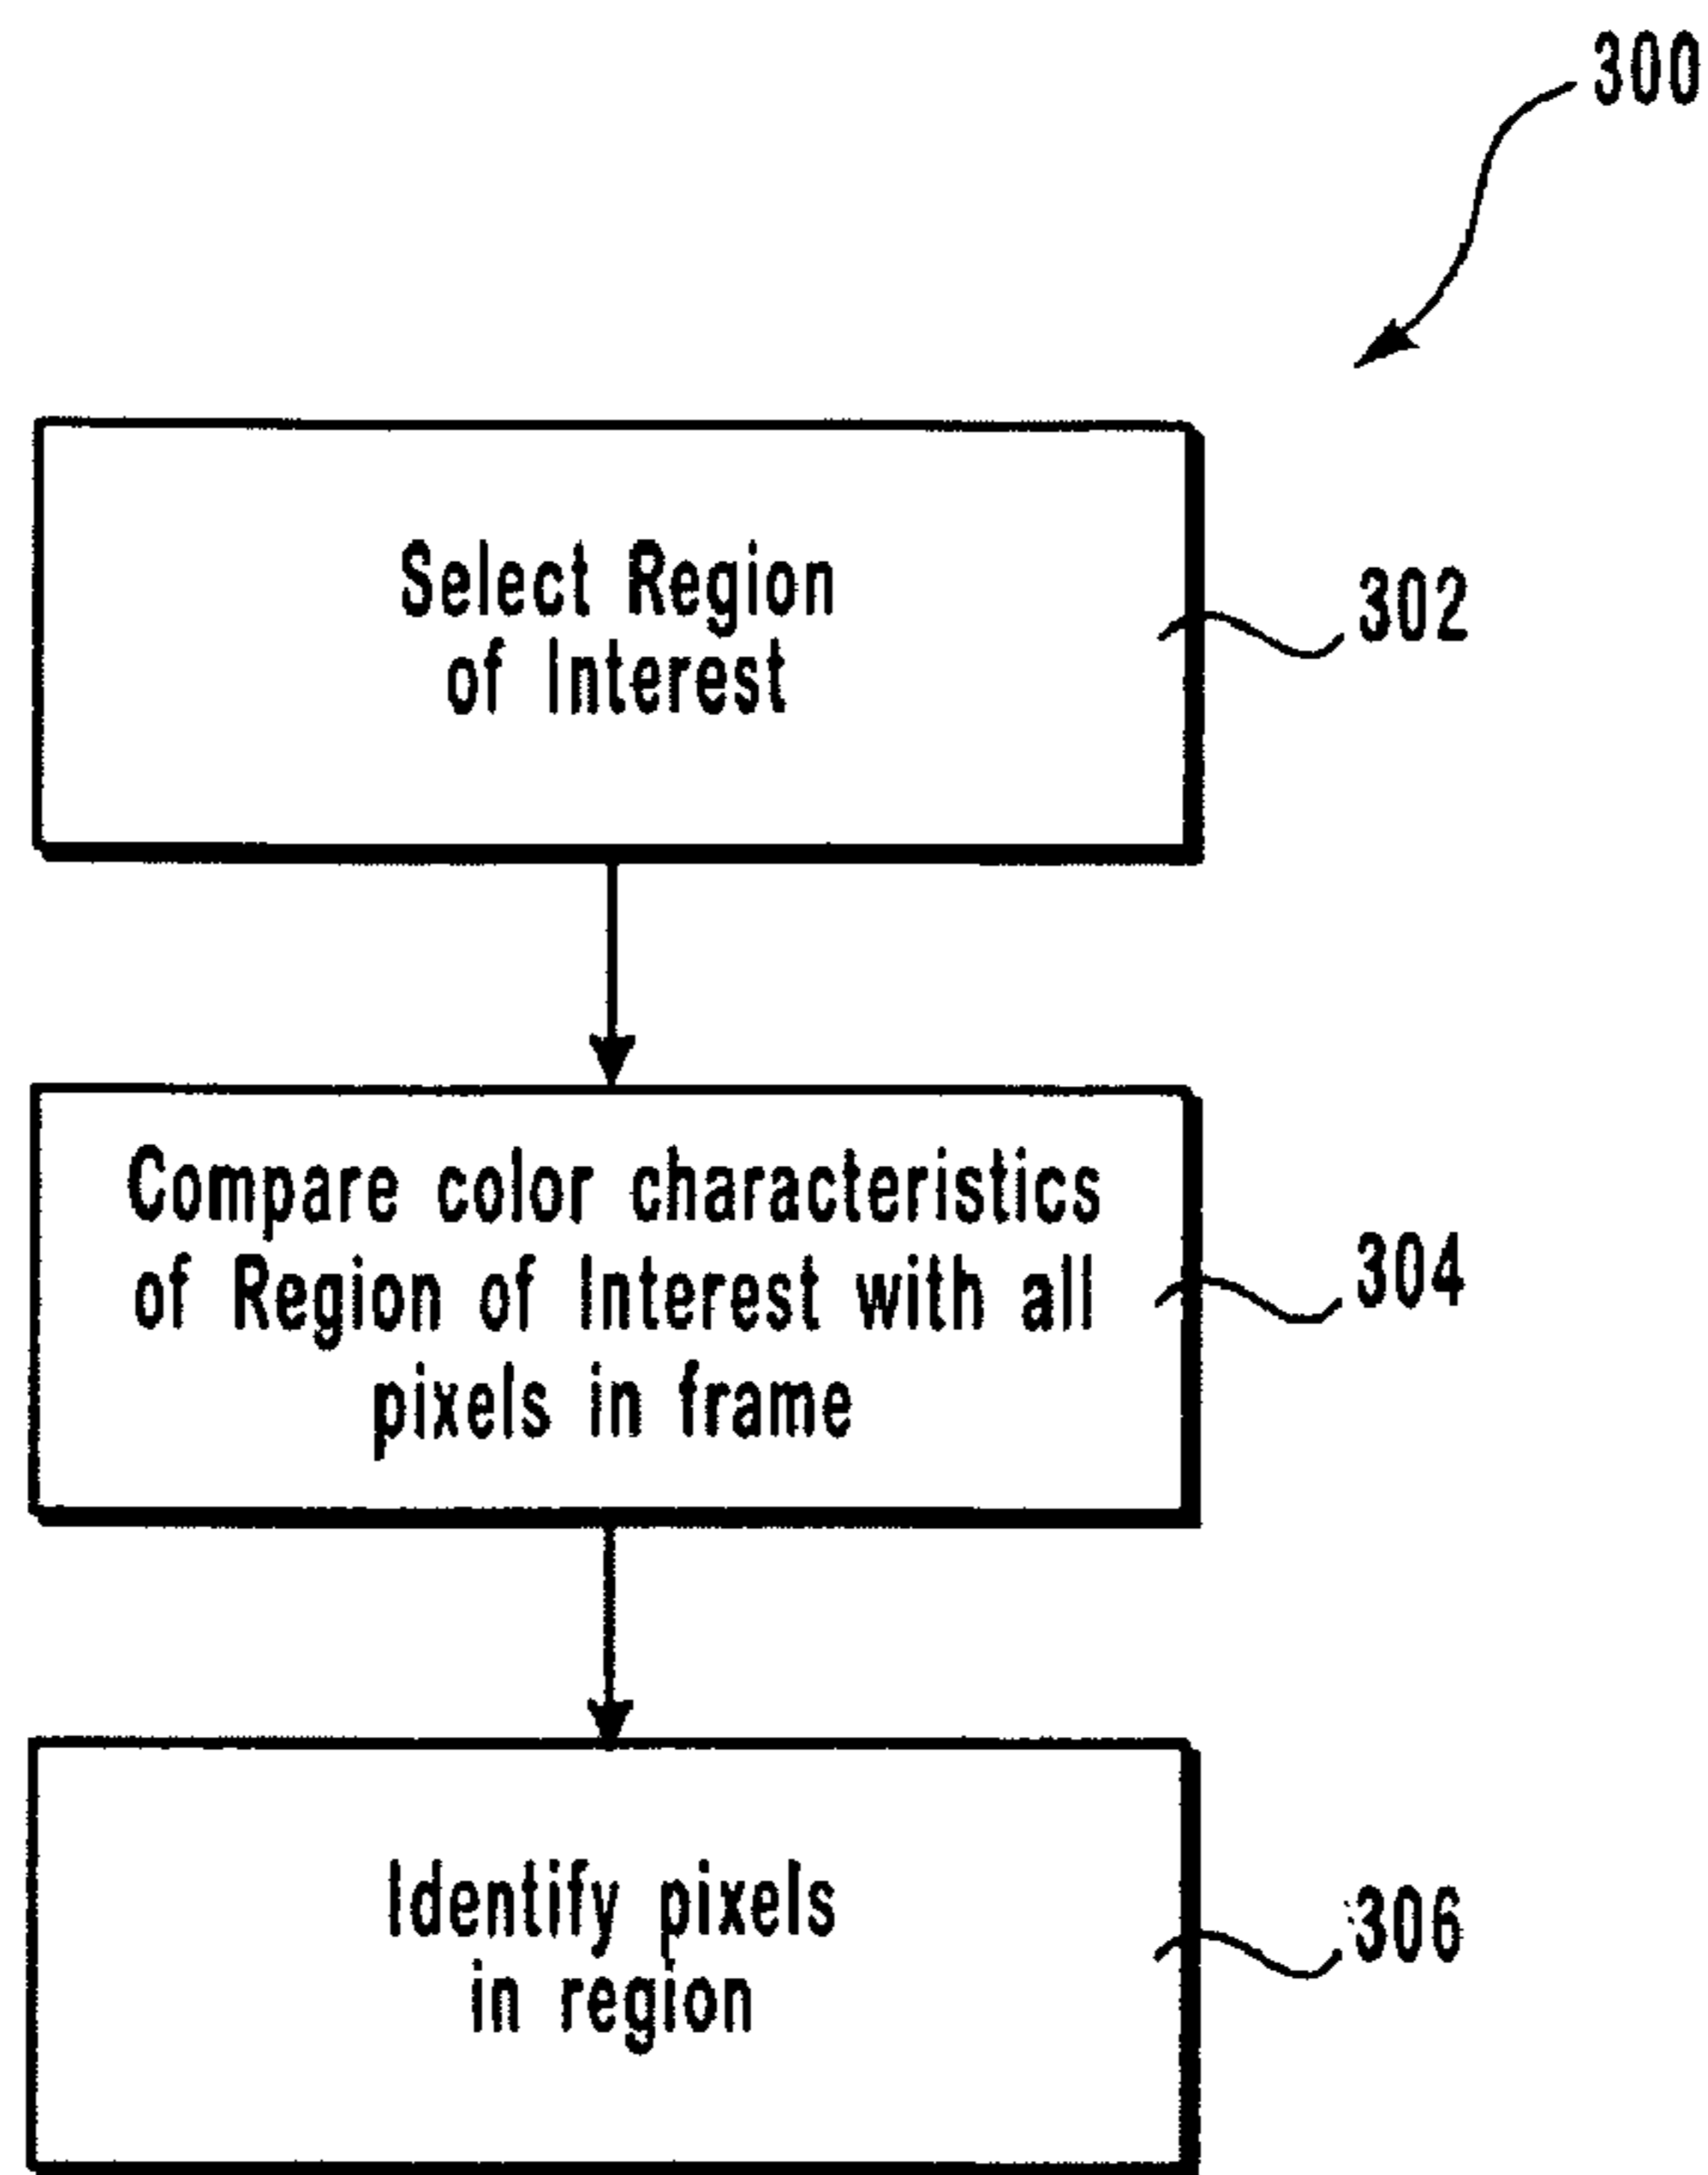 300
Select Region
of Interest
302
Compare color characteristics
of Region of Interest with all
pixels in frame
304
Identify pixels
in region
306